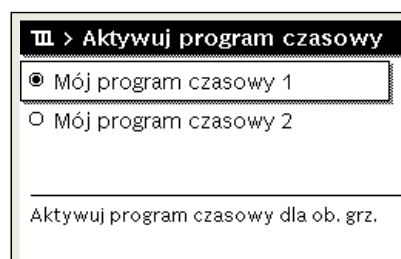 > Aktywuj program czasowy
Mój program czasowy 1
Mój program czasowy 2
Aktywuj program czasowy dla ob. grz.